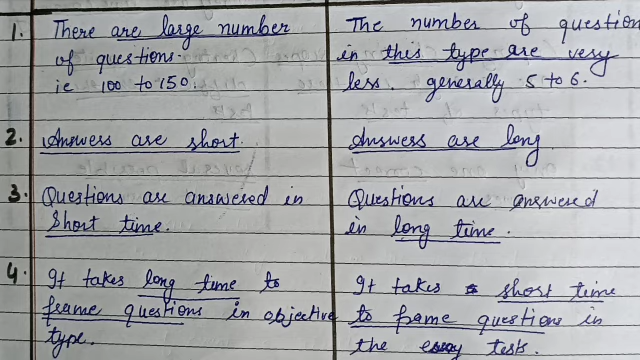 1. There are large number
of questions.
ie 100 to 150.
The number of question
in this type are very
less. generally 5 to 6.
2. Answers are short.
Answers are long.
3. Questions are answered in
Short time.
Questions are answered
in long time.
4. It takes long time to
frame questions in objective
type.
It takes short time
to frame questions in
the essay tests.